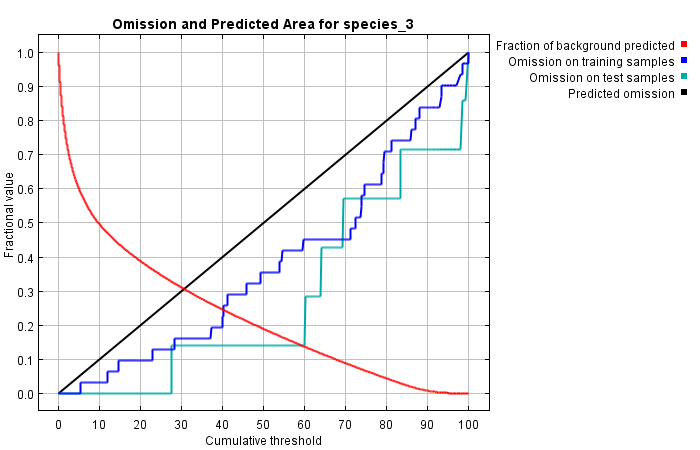 Omission and Predicted Area for species_3
Fraction of background predicted
Omission on training samples
Omission on test samples
Predicted omission
Fractional value
1.0
0.9
0.8
0.7
0.6
0.5
0.4
0.3
0.2
0.1
0.0
0 10 20 30 40 50 60 70 80 90 100
Cumulative threshold